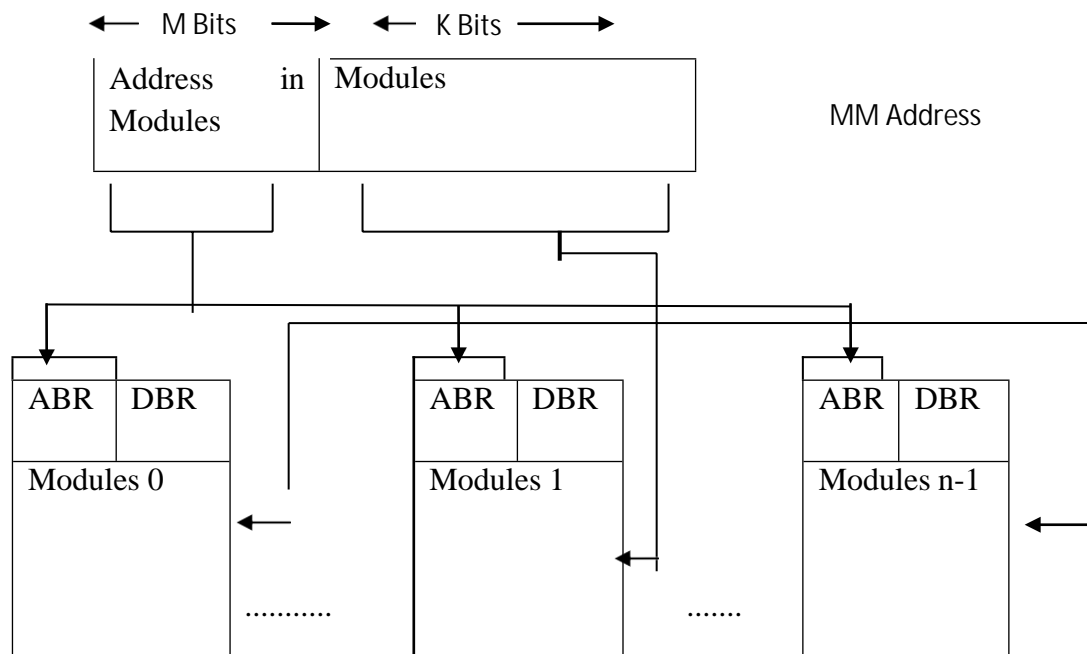 M Bits K Bits
Address in Modules
Modules
MM Address
ABR DBR ABR DBR ABR DBR
Modules 0 Modules 1 Modules n-1
........... .......